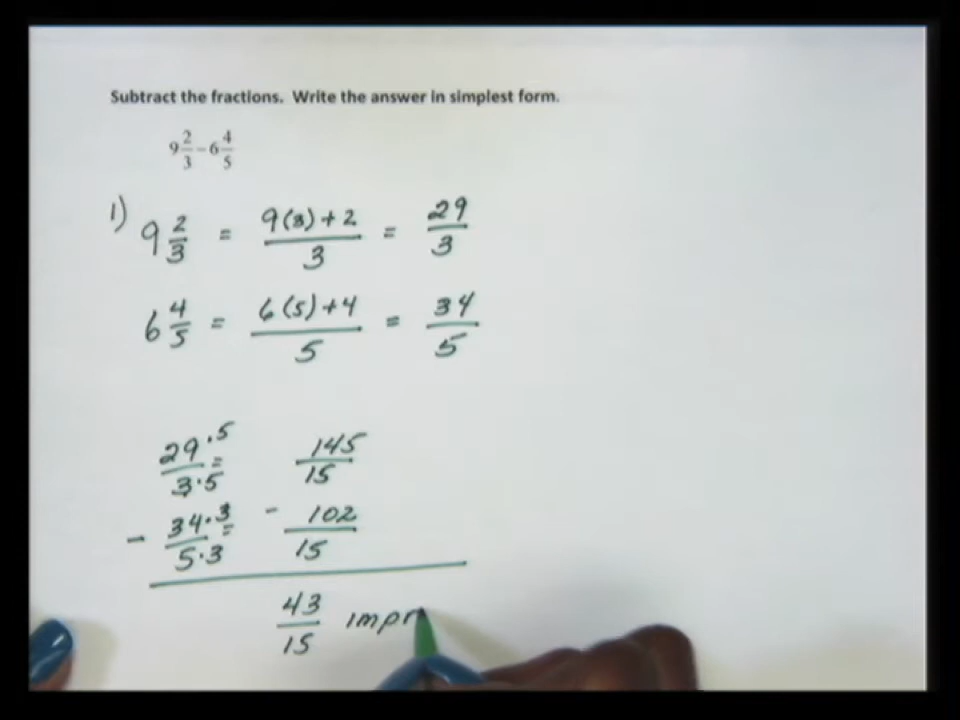 Subtract the fractions. Write the answer in simplest form.
9 2/3 - 6 4/5
1) 9 2/3 = 9(3)+2/3 = 29/3
6 4/5 = 6(5)+4/5 = 34/5
29·5/3·5 = 145/15
- 34·3/5·3 = - 102/15
43/15 impr